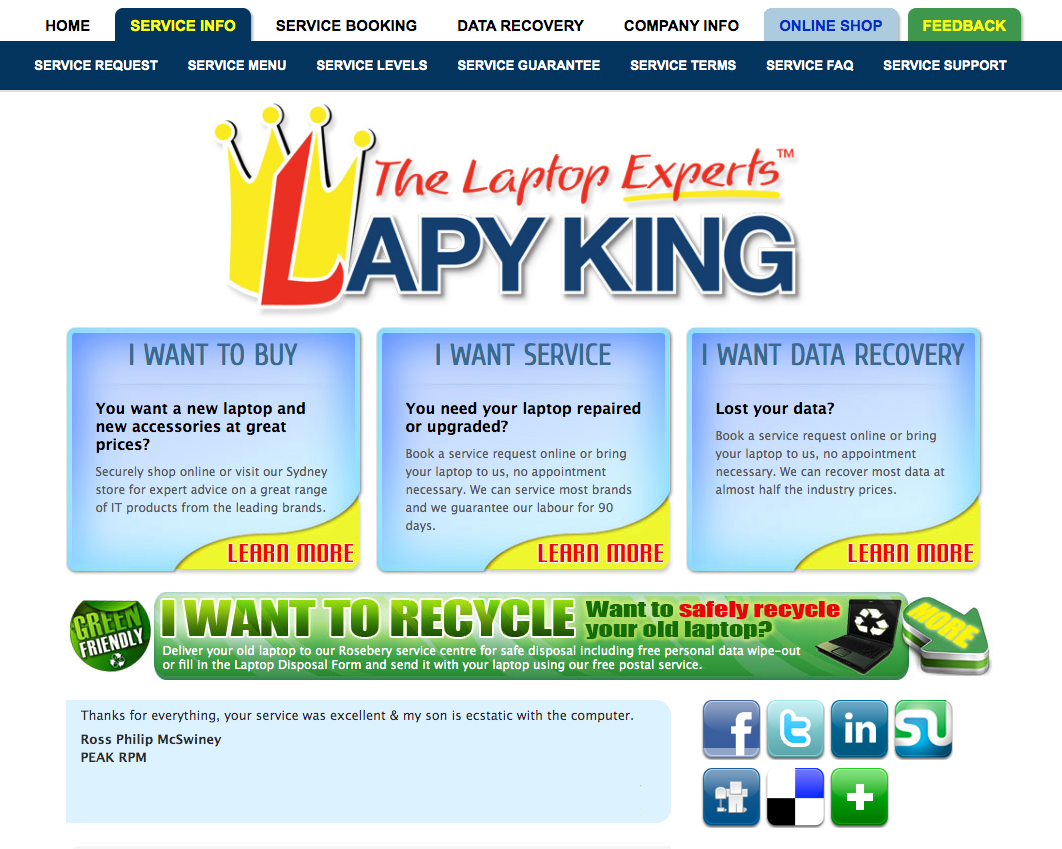 HOME SERVICE INFO SERVICE BOOKING DATA RECOVERY COMPANY INFO ONLINE SHOP FEEDBACK
SERVICE REQUEST SERVICE MENU SERVICE LEVELS SERVICE GUARANTEE SERVICE TERMS SERVICE FAQ SERVICE SUPPORT
The Laptop Experts™
LAPY KING
I WANT TO BUY
You want a new laptop and
new accessories at great
prices?
Securely shop online or visit our Sydney
store for expert advice on a great range
of IT products from the leading brands.
LEARN MORE
I WANT SERVICE
You need your laptop repaired
or upgraded?
Book a service request online or bring
your laptop to us, no appointment
necessary. We can service most brands
and we guarantee our labour for 90
days.
LEARN MORE
I WANT DATA RECOVERY
Lost your data?
Book a service request online or bring
your laptop to us, no appointment
necessary. We can recover most data at
almost half the industry prices.
LEARN MORE
GREEN
FRIENDLY
I WANT TO RECYCLE
Want to safely recycle
your old laptop?
Deliver your old laptop to our Rosebery service centre for safe disposal including free personal data wipe-out
or fill in the Laptop Disposal Form and send it with your laptop using our free postal service.
MORE
Thanks for everything, your service was excellent & my son is ecstatic with the computer.
Ross Philip McSwiney
PEAK RPM
f t in SU